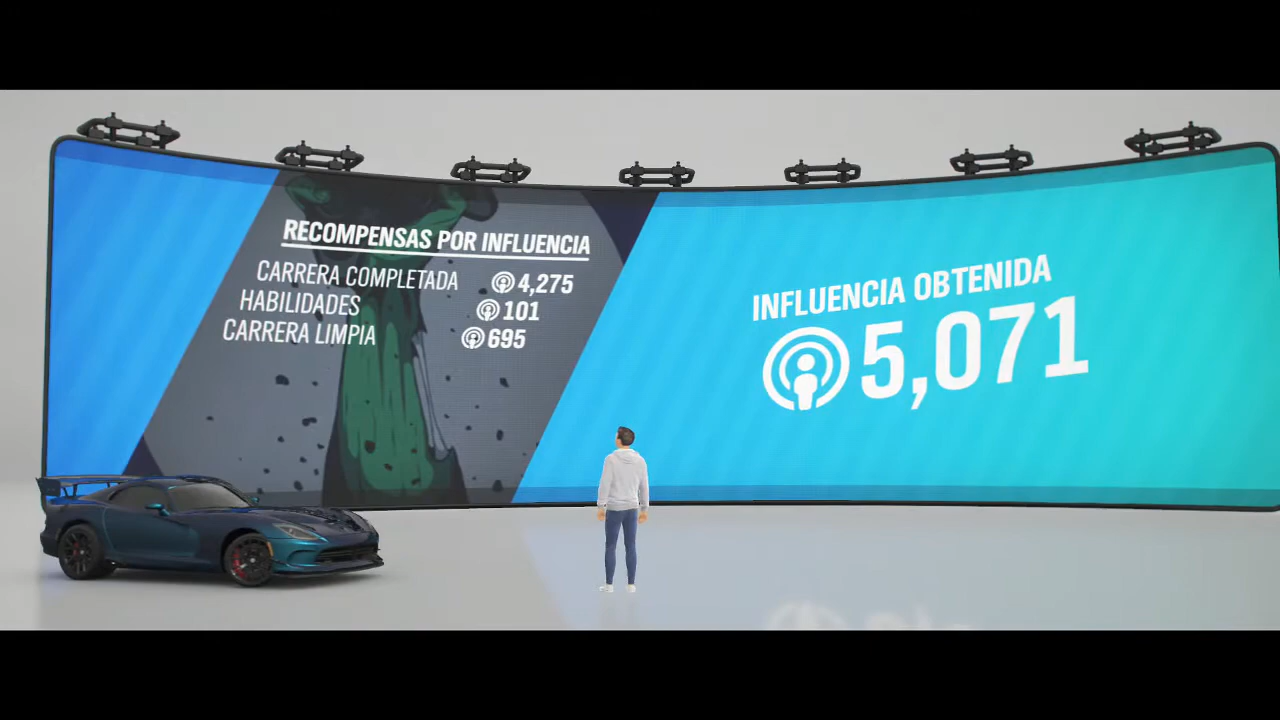 RECOMPENSAS POR INFLUENCIA
CARRERA COMPLETADA 4,275
HABILIDADES 101
CARRERA LIMPIA 695
INFLUENCIA OBTENIDA
5,071